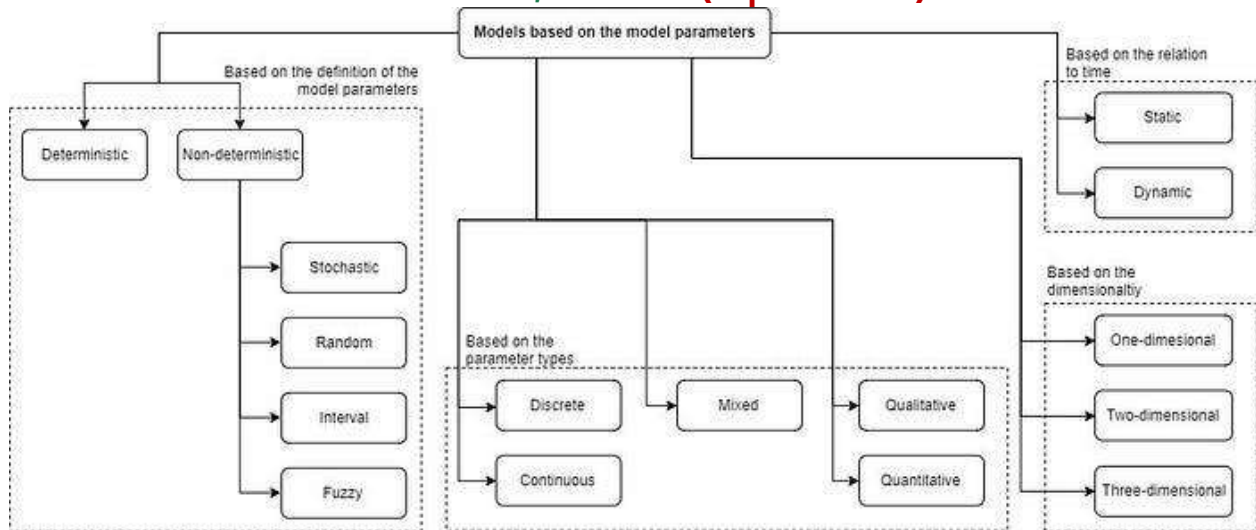 Models based on the model parameters
Based on the definition of the
model parameters
Deterministic
Non-deterministic
Stochastic
Random
Interval
Fuzzy
Based on the
parameter types
Discrete
Mixed
Qualitative
Continuous
Quantitative
Based on the relation
to time
Static
Dynamic
Based on the
dimensionaltiy
One-dimesional
Two-dimensional
Three-dimensional